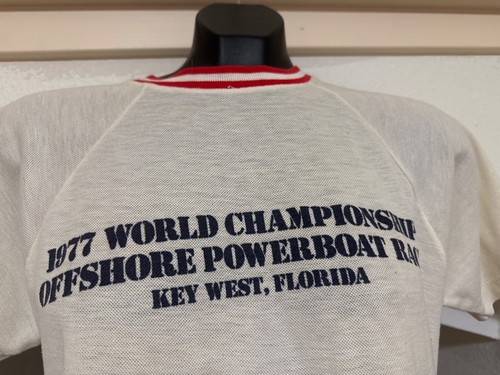 1977 WORLD CHAMPIONSHIP
OFFSHORE POWERBOAT RAC
KEY WEST, FLORIDA